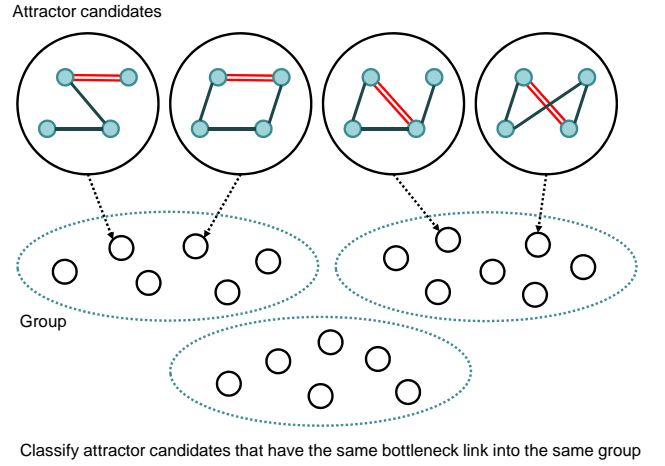 Attractor candidates
Group
Classify attractor candidates that have the same bottleneck link into the same group